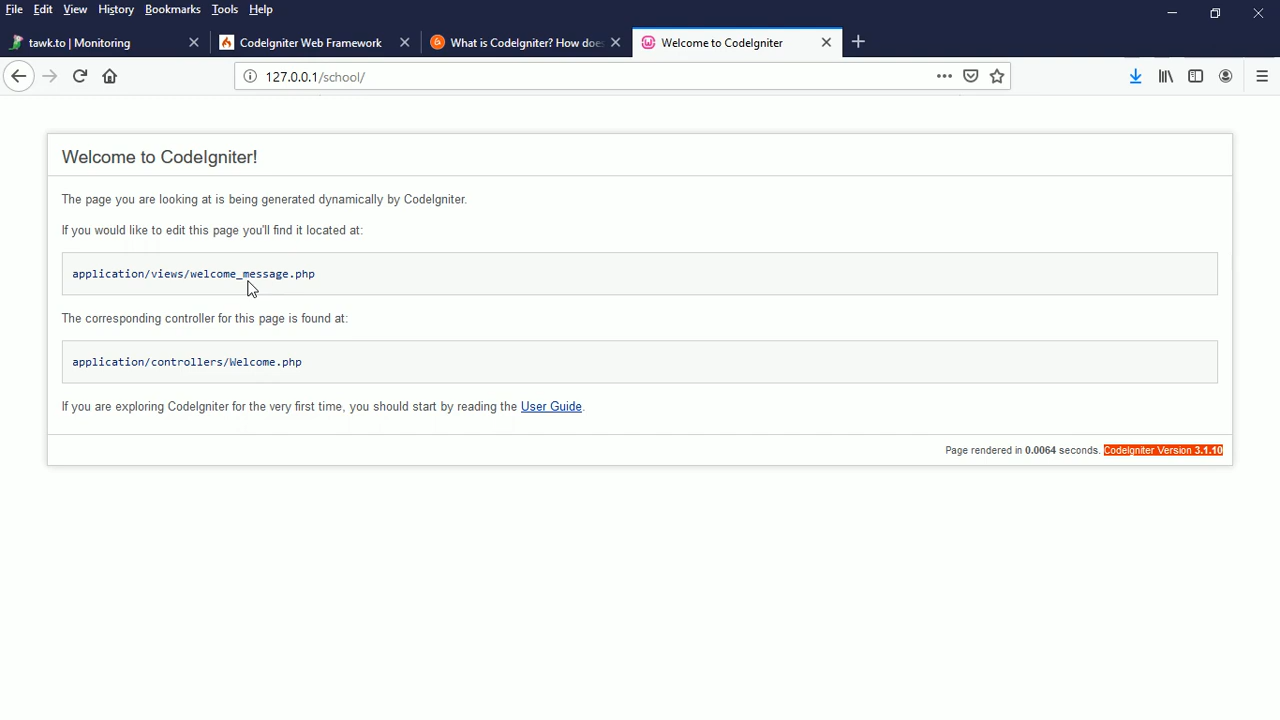 File Edit View History Bookmarks Tools Help
tawk.to | Monitoring
CodeIgniter Web Framework
What is CodeIgniter? How doe
Welcome to CodeIgniter
127.0.0.1/school/
Welcome to CodeIgniter!
The page you are looking at is being generated dynamically by CodeIgniter.
If you would like to edit this page you'll find it located at:
application/views/welcome_message.php
The corresponding controller for this page is found at:
application/controllers/Welcome.php
If you are exploring CodeIgniter for the very first time, you should start by reading the User Guide.
Page rendered in 0.0064 seconds. CodeIgniter Version 3.1.10